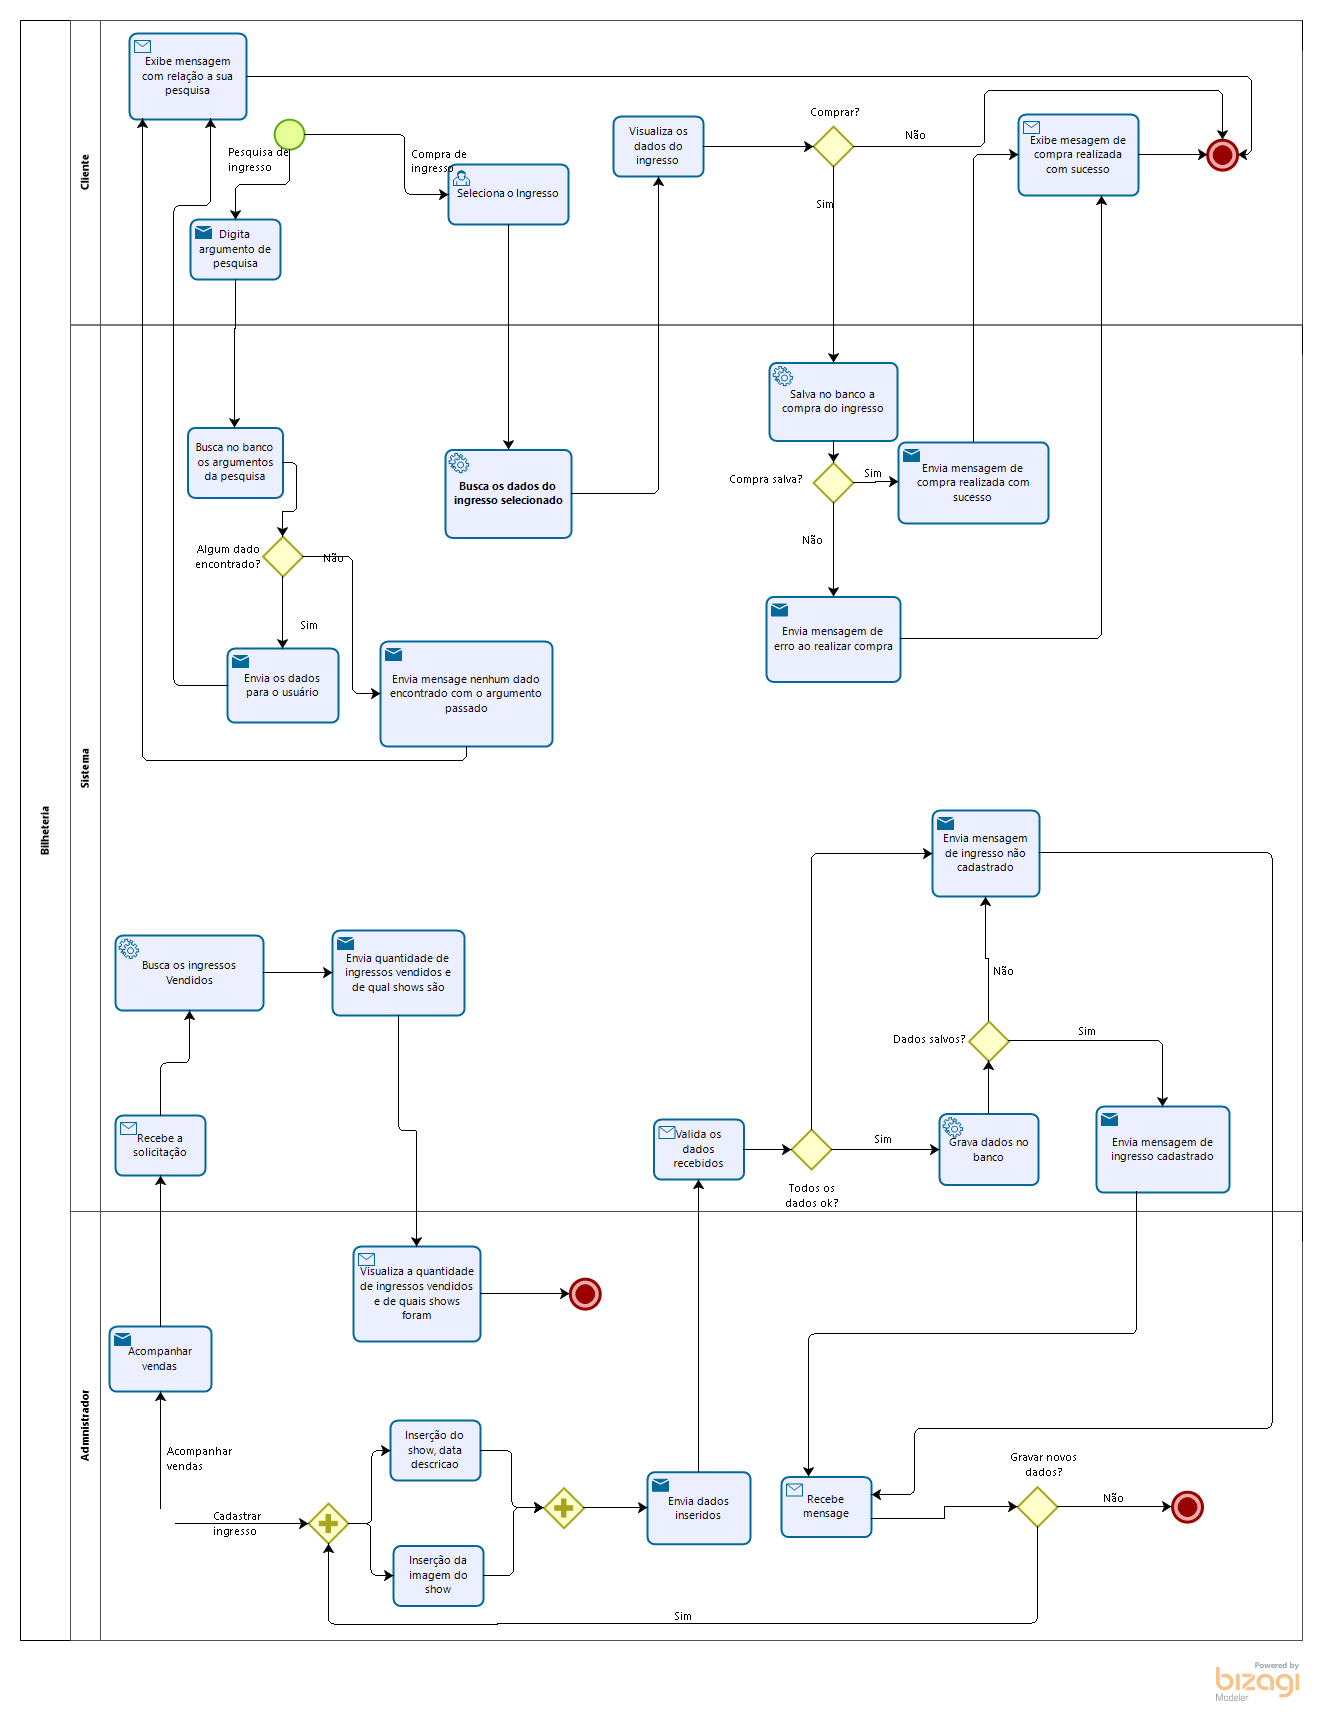 Bilheteria
Cliente
Exibe mensagem
com relação a sua
pesquisa
Pesquisa de
ingresso
Compra de
ingresso
Seleciona o Ingresso
Digita
argumento de
pesquisa
Visualiza os
dados do
ingresso
Comprar?
Não
Sim
Exibe mesagem de
compra realizada
com sucesso
Sistema
Busca no banco
os argumentos
da pesquisa
Algum dado
encontrado?
Não
Sim
Envia os dados
para o usuário
Envia mensage nenhum dado
encontrado com o argumento
passado
Busca os dados do
ingresso selecionado
Salva no banco a
compra do ingresso
Compra salva?
Sim
Não
Envia mensagem de
compra realizada com
sucesso
Envia mensagem de
erro ao realizar compra
Envia mensagem
de ingresso não
cadastrado
Busca os ingressos
Vendidos
Envia quantidade de
ingressos vendidos e
de qual shows são
Não
Dados salvos?
Sim
Recebe a
solicitação
Valida os
dados
recebidos
Sim
Todos os
dados ok?
Grava dados no
banco
Envia mensagem de
ingresso cadastrado
Admnistrador
Visualiza a quantidade
de ingressos vendidos
e de quais shows
foram
Acompanhar
vendas
Acompanhar
vendas
Cadastrar
ingresso
Inserção do
show, data
descricao
Inserção da
imagem do
show
Envia dados
inseridos
Recebe
mensage
Gravar novos
dados?
Não
Sim
Powered by
bizagi
Modeler